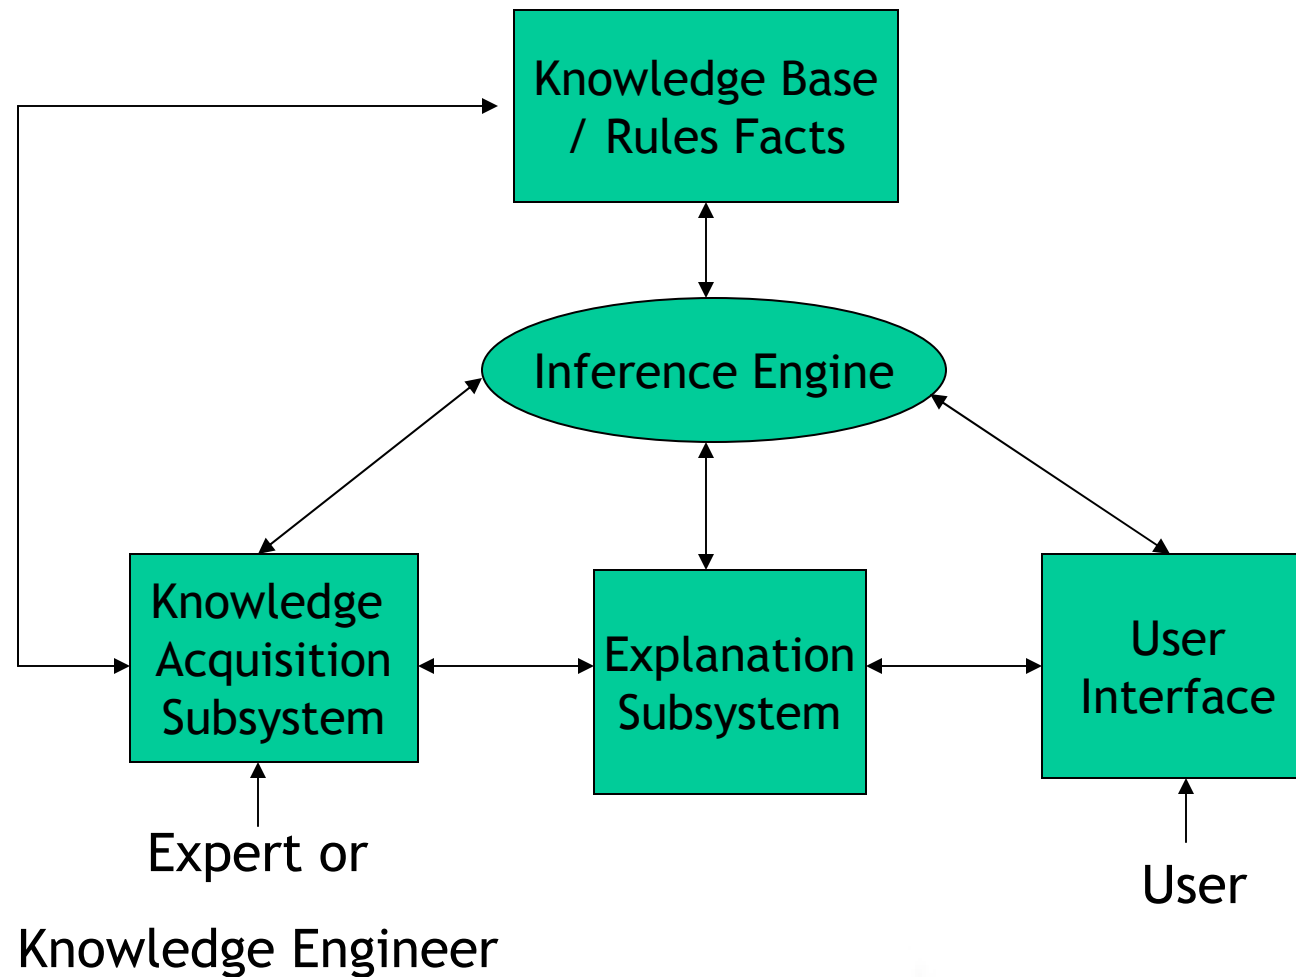 Knowledge Base
/ Rules Facts
Inference Engine
Knowledge
Acquisition
Subsystem
Explanation
Subsystem
User
Interface
Expert or
Knowledge Engineer
User